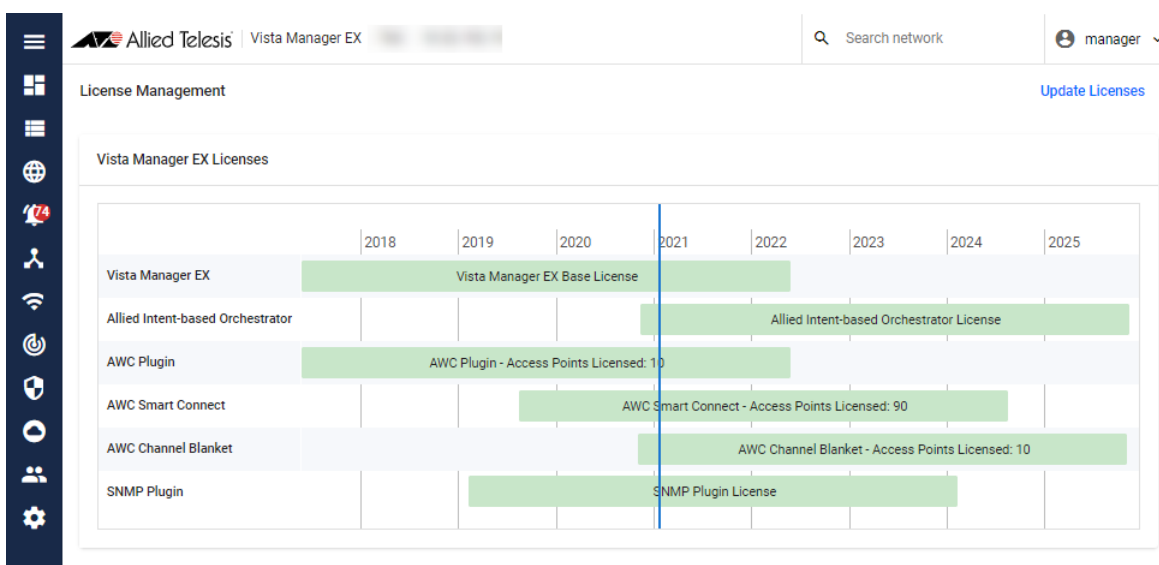 Allied Telesis Vista Manager EX Search network manager
License Management Update Licenses
74
Vista Manager EX Licenses
2018 2019 2020 2021 2022 2023 2024 2025
Vista Manager EX Vista Manager EX Base License
Allied Intent-based Orchestrator Allied Intent-based Orchestrator License
AWC Plugin AWC Plugin - Access Points Licensed: 10
AWC Smart Connect AWC Smart Connect - Access Points Licensed: 90
AWC Channel Blanket AWC Channel Blanket - Access Points Licensed: 10
SNMP Plugin SNMP Plugin License